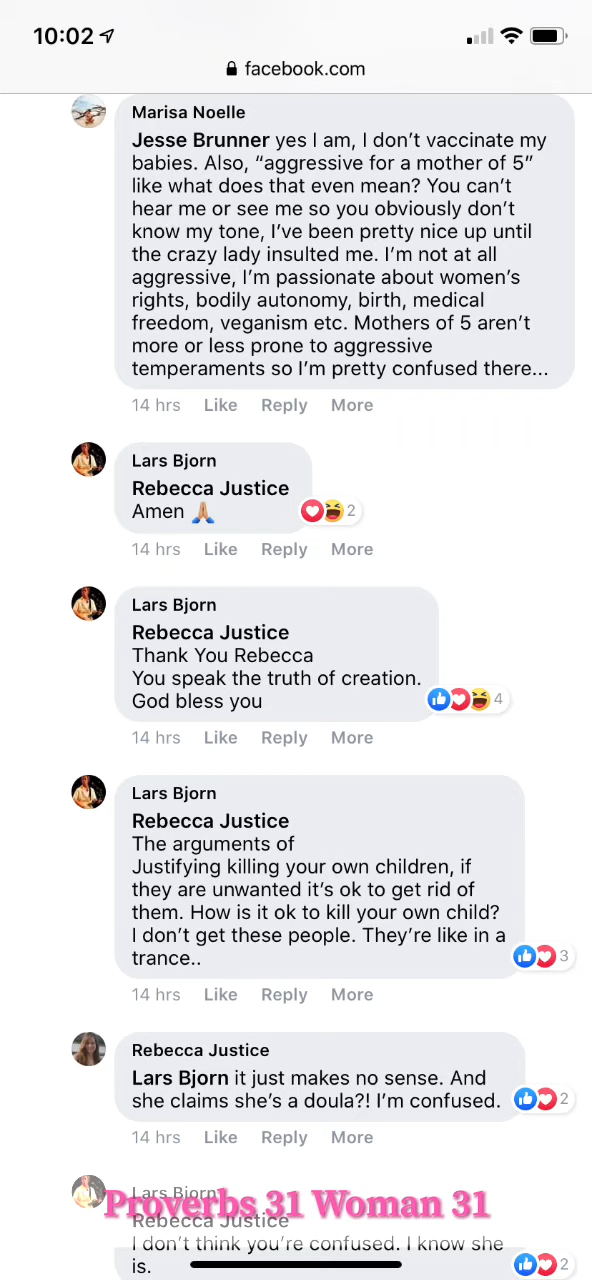 10:02
facebook.com
Marisa Noelle
Jesse Brunner yes I am, I don’t vaccinate my
babies. Also, “aggressive for a mother of 5”
like what does that even mean? You can’t
hear me or see me so you obviously don’t
know my tone, I’ve been pretty nice up until
the crazy lady insulted me. I’m not at all
aggressive, I’m passionate about women’s
rights, bodily autonomy, birth, medical
freedom, veganism etc. Mothers of 5 aren’t
more or less prone to aggressive
temperaments so I’m pretty confused there...
14 hrs Like Reply More
Lars Bjorn
Rebecca Justice
Amen 🙏🏼
2
14 hrs Like Reply More
Lars Bjorn
Rebecca Justice
Thank You Rebecca
You speak the truth of creation.
God bless you
4
14 hrs Like Reply More
Lars Bjorn
Rebecca Justice
The arguments of
Justifying killing your own children, if
they are unwanted it’s ok to get rid of
them. How is it ok to kill your own child?
I don’t get these people. They’re like in a
trance..
3
14 hrs Like Reply More
Rebecca Justice
Lars Bjorn it just makes no sense. And
she claims she’s a doula?! I’m confused.
2
14 hrs Like Reply More
Lars Bjorn
Proverbs 31 Woman 31
Rebecca Justice
I don’t think you’re confused. I know she
is.
2